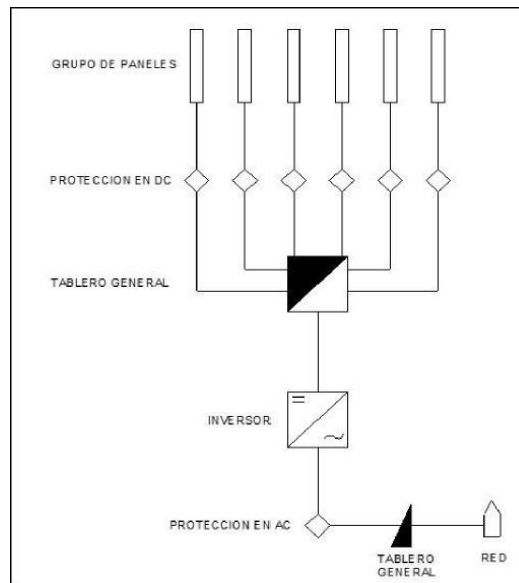 GRUPO DE PANELES
PROTECCION EN DC
TABLERO GENERAL
INVERSOR
PROTECCION EN AC
TABLERO
GENERAL
RED